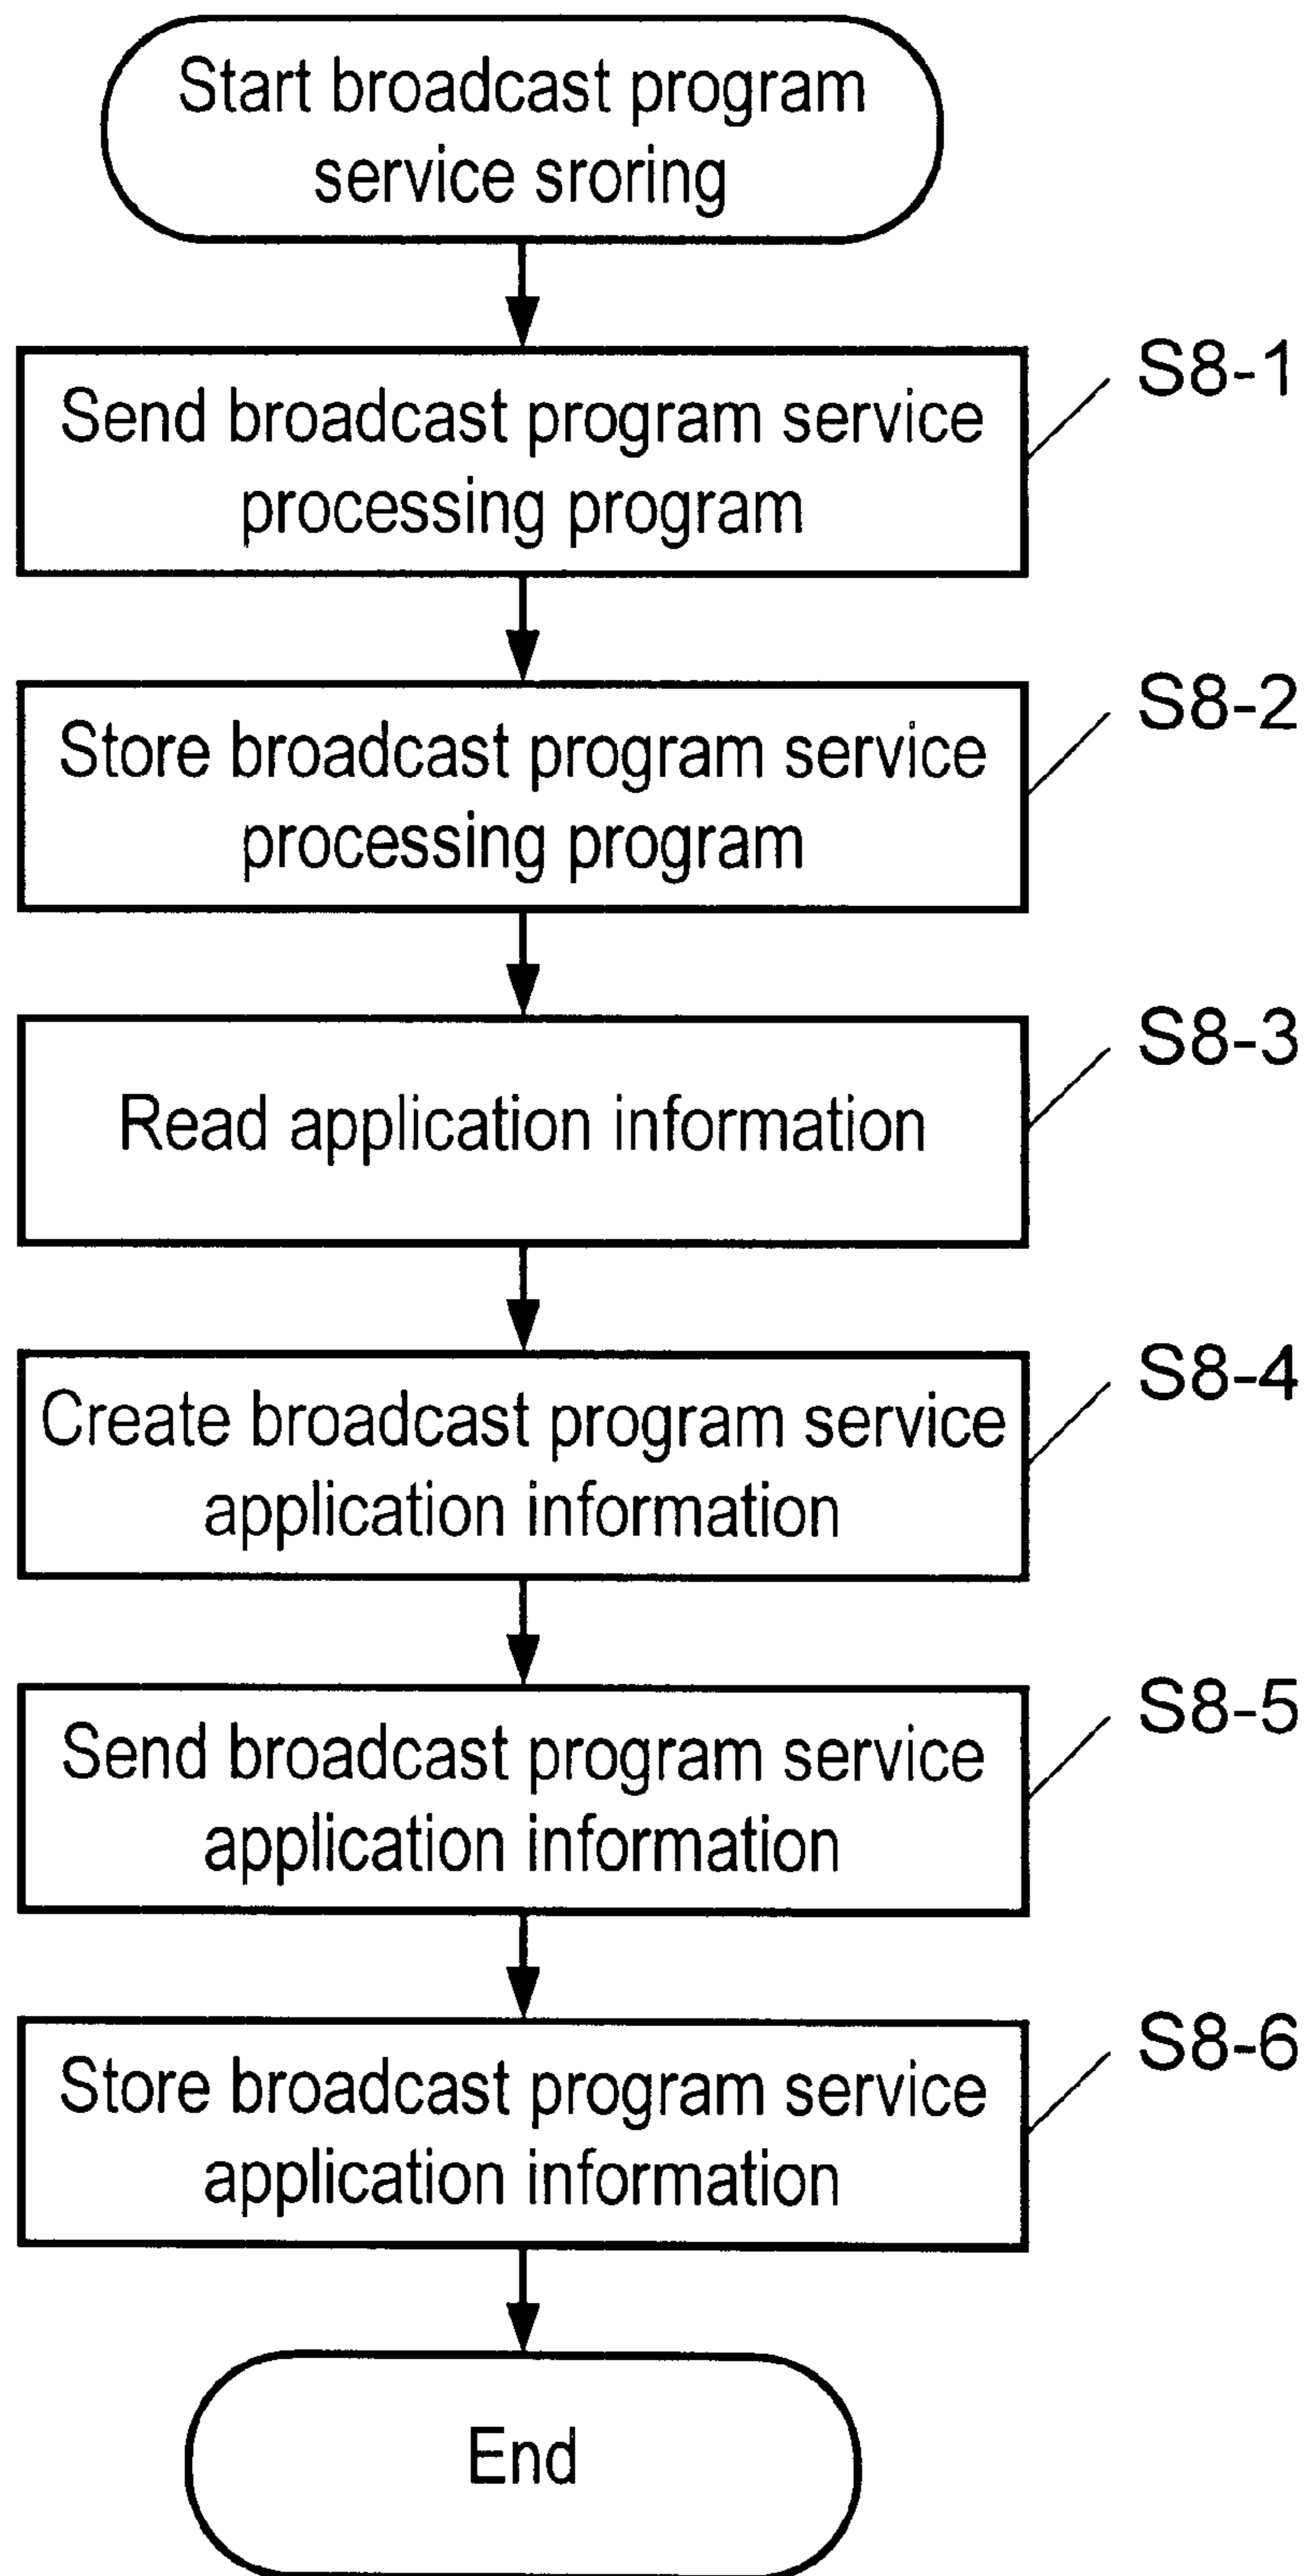 Start broadcast program
service sroring
S8-1
Send broadcast program service
processing program
S8-2
Store broadcast program service
processing program
S8-3
Read application information
S8-4
Create broadcast program service
application information
S8-5
Send broadcast program service
application information
S8-6
Store broadcast program service
application information
End